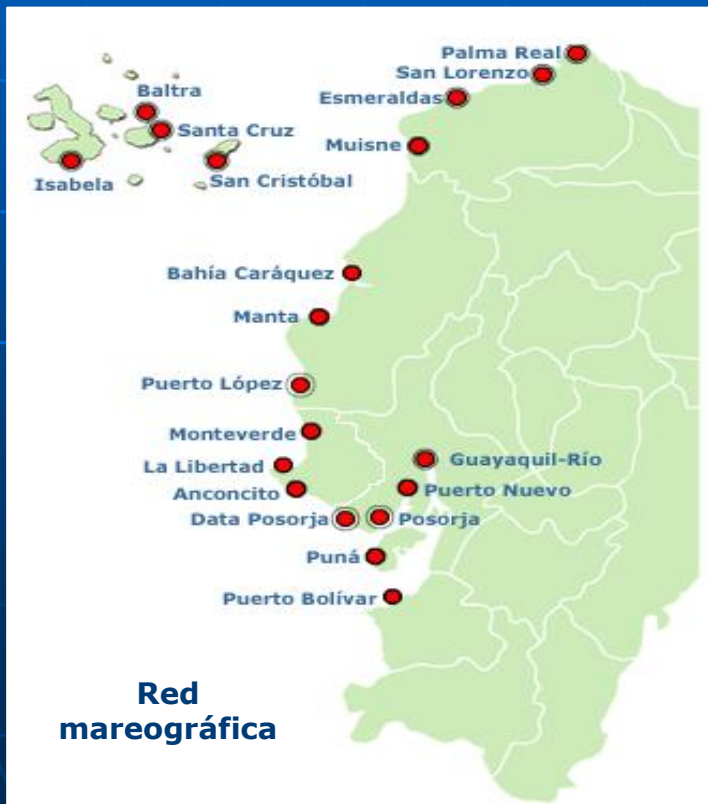 Palma Real
San Lorenzo
Baltra
Esmeraldas
Santa Cruz
Muisne
Isabela
San Cristóbal
Bahía Caráquez
Manta
Puerto López
Monteverde
Guayaquil-Río
La Libertad
Anconcito
Puerto Nuevo
Data Posorja
Posorja
Puná
Puerto Bolívar
Red
mareográfica